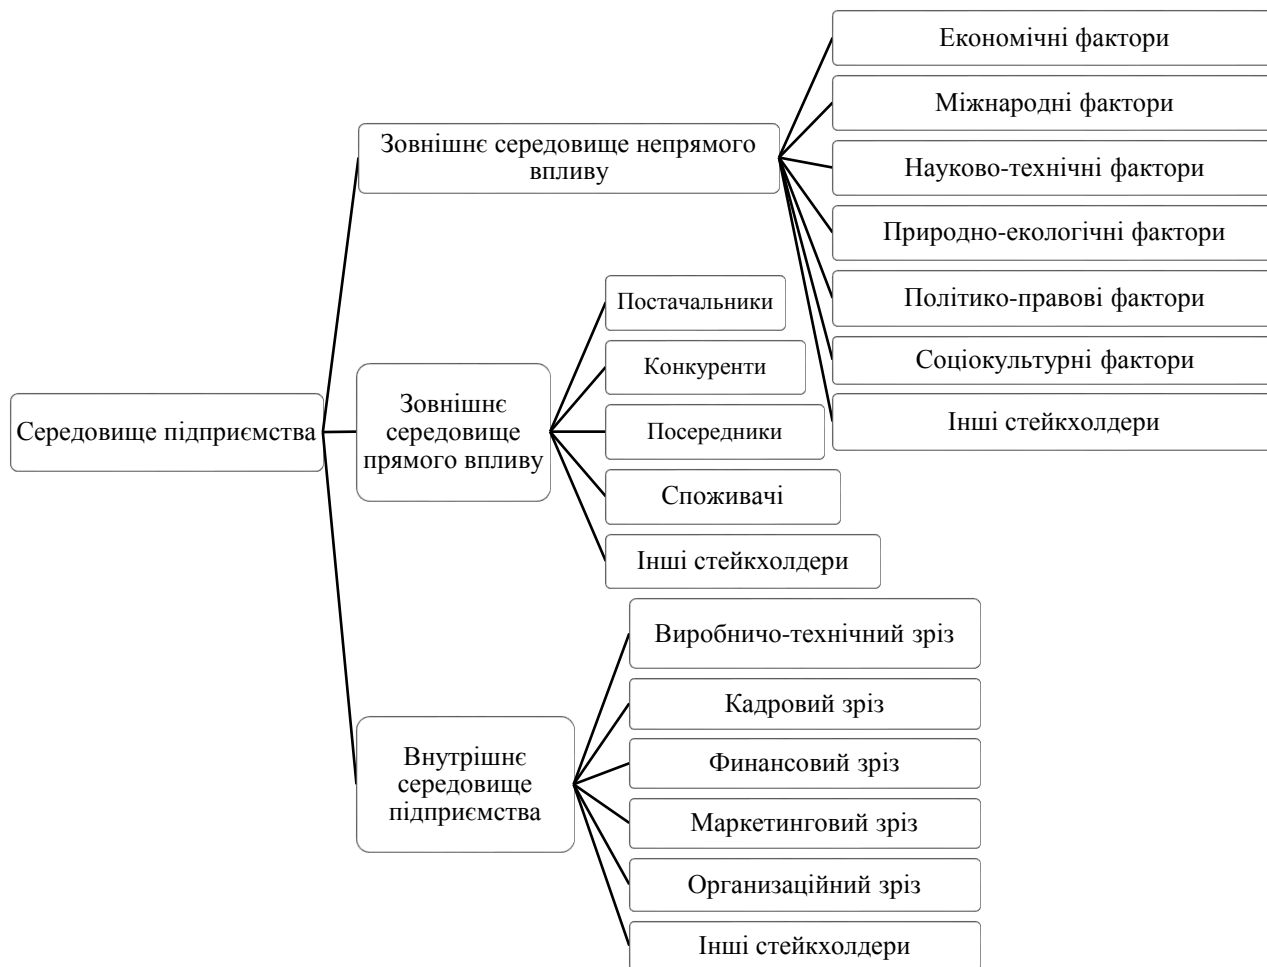 Середовище підприємства
Зовнішнє середовище непрямого
впливу
Економічні фактори
Міжнародні фактори
Науково-технічні фактори
Природно-екологічні фактори
Політико-правові фактори
Соціокультурні фактори
Інші стейкхолдери
Зовнішнє
середовище
прямого впливу
Постачальники
Конкуренти
Посередники
Споживачі
Інші стейкхолдери
Внутрішнє
середовище
підприємства
Виробничо-технічний зріз
Кадровий зріз
Финансовий зріз
Маркетинговий зріз
Организаційний зріз
Інші стейкхолдери